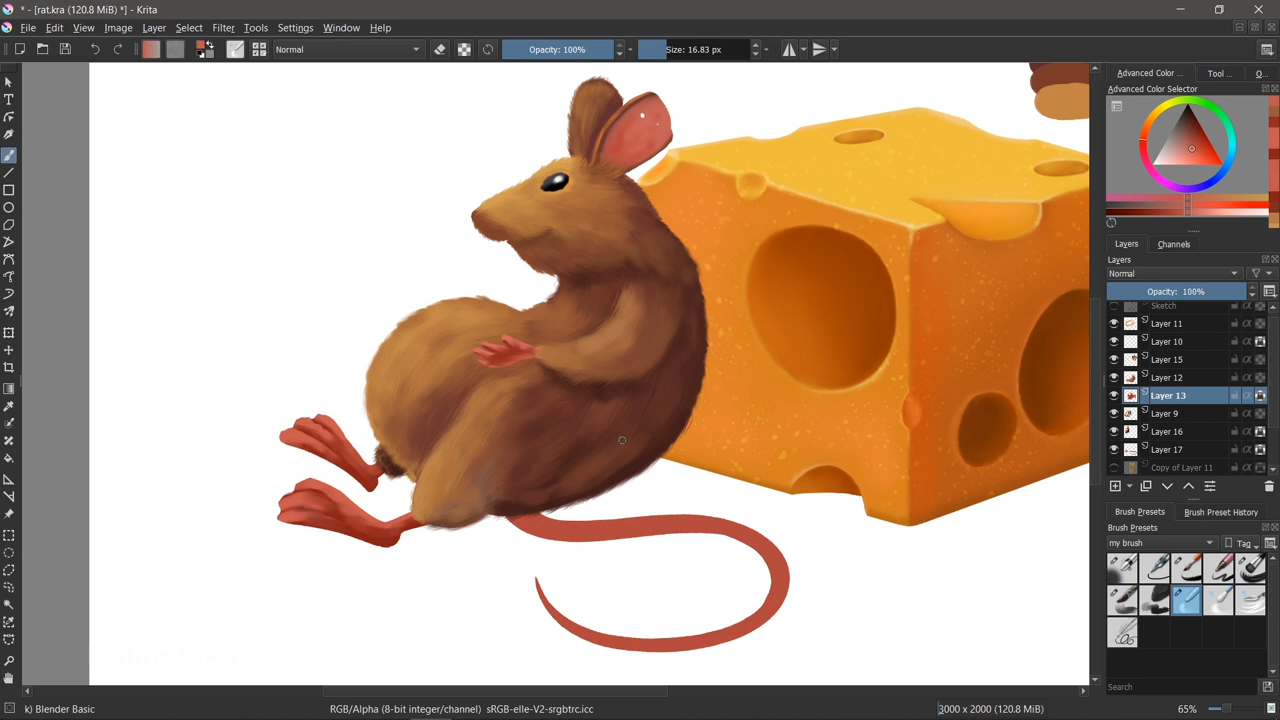 * - [rat.kra (120.8 MiB) *] - Krita
File Edit View Image Layer Select Filter Tools Settings Window Help
Normal Opacity: 100% Size: 16.83 px
Advanced Color ... Tool ... O...
Advanced Color Selector
Layers Channels
Layers
Normal
Opacity: 100%
Sketch
Layer 11
Layer 10
Layer 15
Layer 12
Layer 13
Layer 9
Layer 16
Layer 17
Copy of Layer 11
Brush Presets Brush Preset History
Brush Presets
my brush Tag
Search
k) Blender Basic RGB/Alpha (8-bit integer/channel) sRGB-elle-V2-srgbtrc.icc 3000 x 2000 (120.8 MiB) 65%